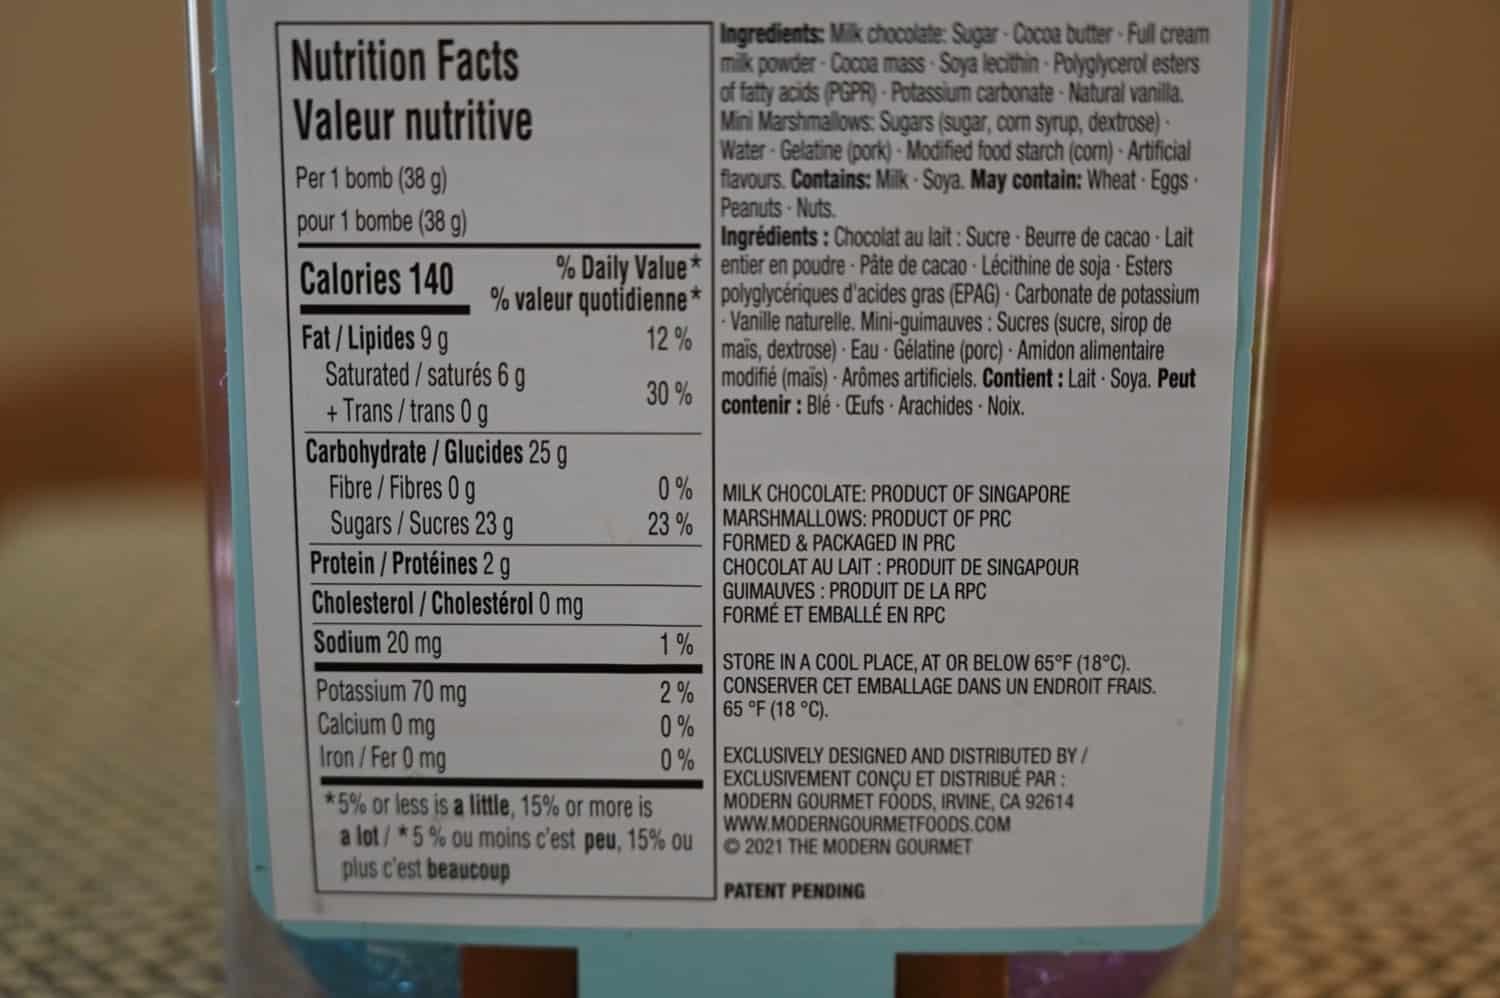 Nutrition Facts
Valeur nutritive
Per 1 bomb (38 g)
pour 1 bombe (38 g)
Calories 140
% Daily Value*
% valeur quotidienne*
Fat / Lipides 9 g 12 %
Saturated / saturés 6 g
+ Trans / trans 0 g 30 %
Carbohydrate / Glucides 25 g
Fibre / Fibres 0 g 0 %
Sugars / Sucres 23 g 23 %
Protein / Protéines 2 g
Cholesterol / Cholestérol 0 mg
Sodium 20 mg 1 %
Potassium 70 mg 2 %
Calcium 0 mg 0 %
Iron / Fer 0 mg 0 %
*5% or less is a little, 15% or more is
a lot / *5 % ou moins c'est peu, 15% ou
plus c'est beaucoup
Ingredients: Milk chocolate: Sugar · Cocoa butter · Full cream
milk powder · Cocoa mass · Soya lecithin · Polyglycerol esters
of fatty acids (PGPR) · Potassium carbonate · Natural vanilla.
Mini Marshmallows: Sugars (sugar, corn syrup, dextrose) ·
Water · Gelatine (pork) · Modified food starch (corn) · Artificial
flavours. Contains: Milk · Soya. May contain: Wheat · Eggs ·
Peanuts · Nuts.
Ingrédients : Chocolat au lait : Sucre · Beurre de cacao · Lait
entier en poudre · Pâte de cacao · Lécithine de soja · Esters
polyglycériques d'acides gras (EPAG) · Carbonate de potassium
· Vanille naturelle. Mini-guimauves : Sucres (sucre, sirop de
maïs, dextrose) · Eau · Gélatine (porc) · Amidon alimentaire
modifié (maïs) · Arômes artificiels. Contient : Lait · Soya. Peut
contenir : Blé · Œufs · Arachides · Noix.
MILK CHOCOLATE: PRODUCT OF SINGAPORE
MARSHMALLOWS: PRODUCT OF PRC
FORMED & PACKAGED IN PRC
CHOCOLAT AU LAIT : PRODUIT DE SINGAPOUR
GUIMAUVES : PRODUIT DE LA RPC
FORMÉ ET EMBALLÉ EN RPC
STORE IN A COOL PLACE, AT OR BELOW 65°F (18°C).
CONSERVER CET EMBALLAGE DANS UN ENDROIT FRAIS.
65 °F (18 °C).
EXCLUSIVELY DESIGNED AND DISTRIBUTED BY /
EXCLUSIVEMENT CONÇU ET DISTRIBUÉ PAR :
MODERN GOURMET FOODS, IRVINE, CA 92614
WWW.MODERNGOURMETFOODS.COM
© 2021 THE MODERN GOURMET
PATENT PENDING